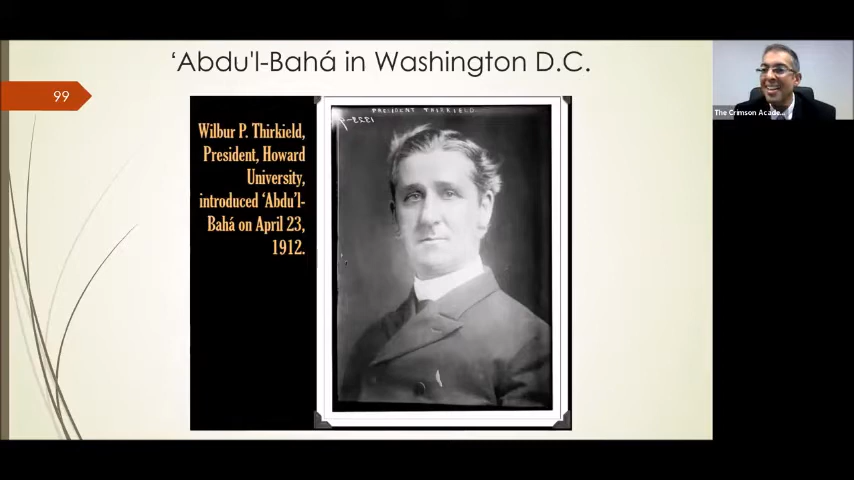 ‘Abdu'l-Bahá in Washington D.C.
99
Wilbur P. Thirkield,
President, Howard
University,
introduced ‘Abdu’l-
Bahá on April 23,
1912.
PRESIDENT THIRKIELD
The Crimson Acade...